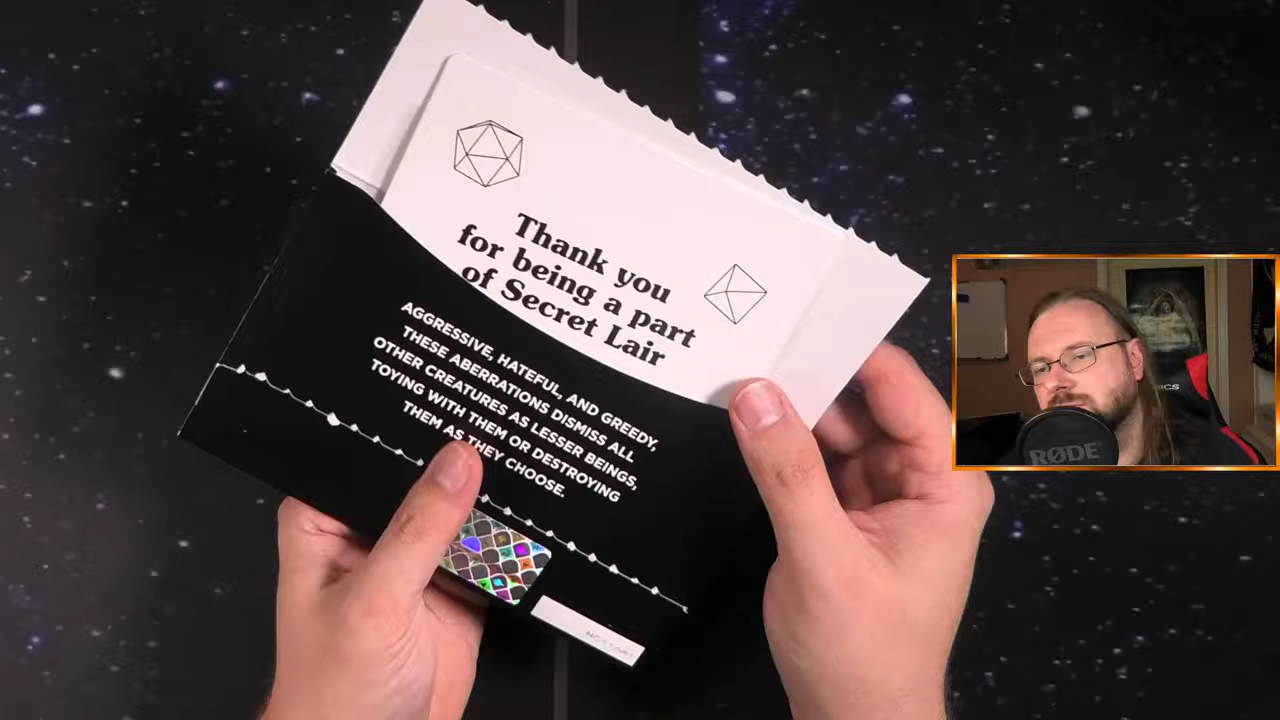 Thank you
for being a part
of Secret Lair
AGGRESSIVE, HATEFUL, AND GREEDY,
THESE ABERRATIONS DISMISS ALL
OTHER CREATURES AS LESSER BEINGS,
TOYING WITH THEM OR DESTROYING
THEM AS THEY CHOOSE.
RØDE
ICS